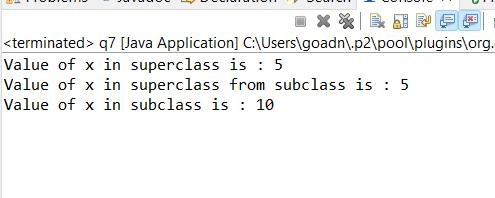 Problems Javadoc Declaration Search Console
<terminated> q7 [Java Application] C:\Users\goadn\.p2\pool\plugins\org.
Value of x in superclass is : 5
Value of x in superclass from subclass is : 5
Value of x in subclass is : 10